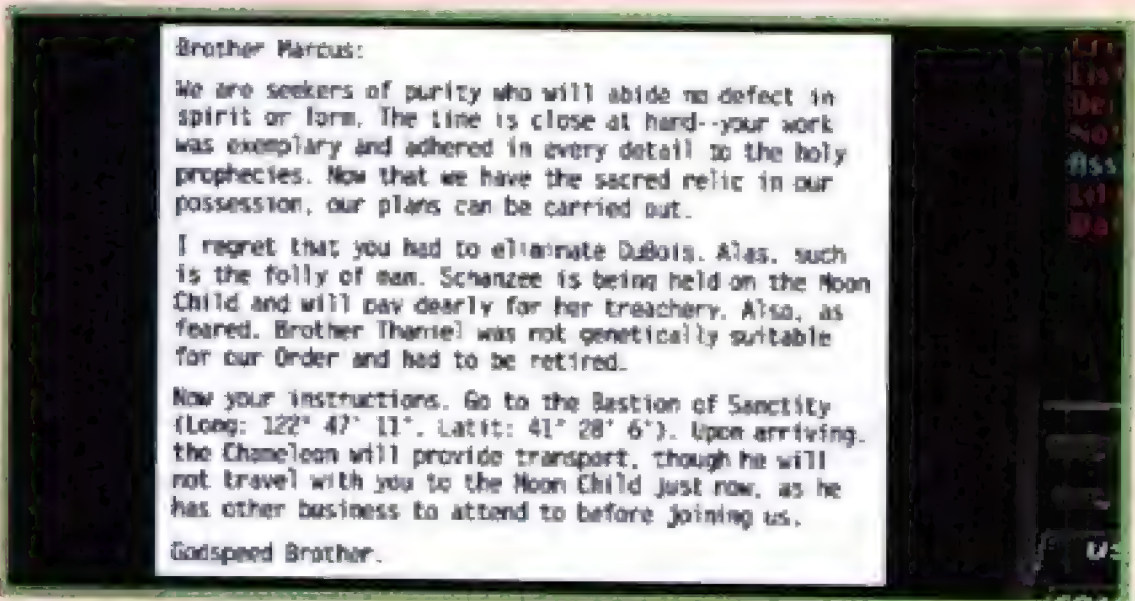 Brother Marcus:
We are seekers of purity who will abide no defect in
spirit or form. The time is close at hand--your work
was exemplary and adhered in every detail to the holy
prophecies. Now that we have the sacred relic in our
possession, our plans can be carried out.
I regret that you had to eliminate DuBois. Alas, such
is the folly of man. Schanzee is being held on the Moon
Child and will pay dearly for her treachery. Also, as
feared, Brother Thaniel was not genetically suitable
for our Order and had to be retired.
Now your instructions. Go to the Bastion of Sanctity
(Long: 122° 47' 11". Latit: 41° 28' 6"). Upon arriving,
the Chameleon will provide transport, though he will
not travel with you to the Moon Child just now, as he
has other business to attend to before joining us.
Godspeed Brother.